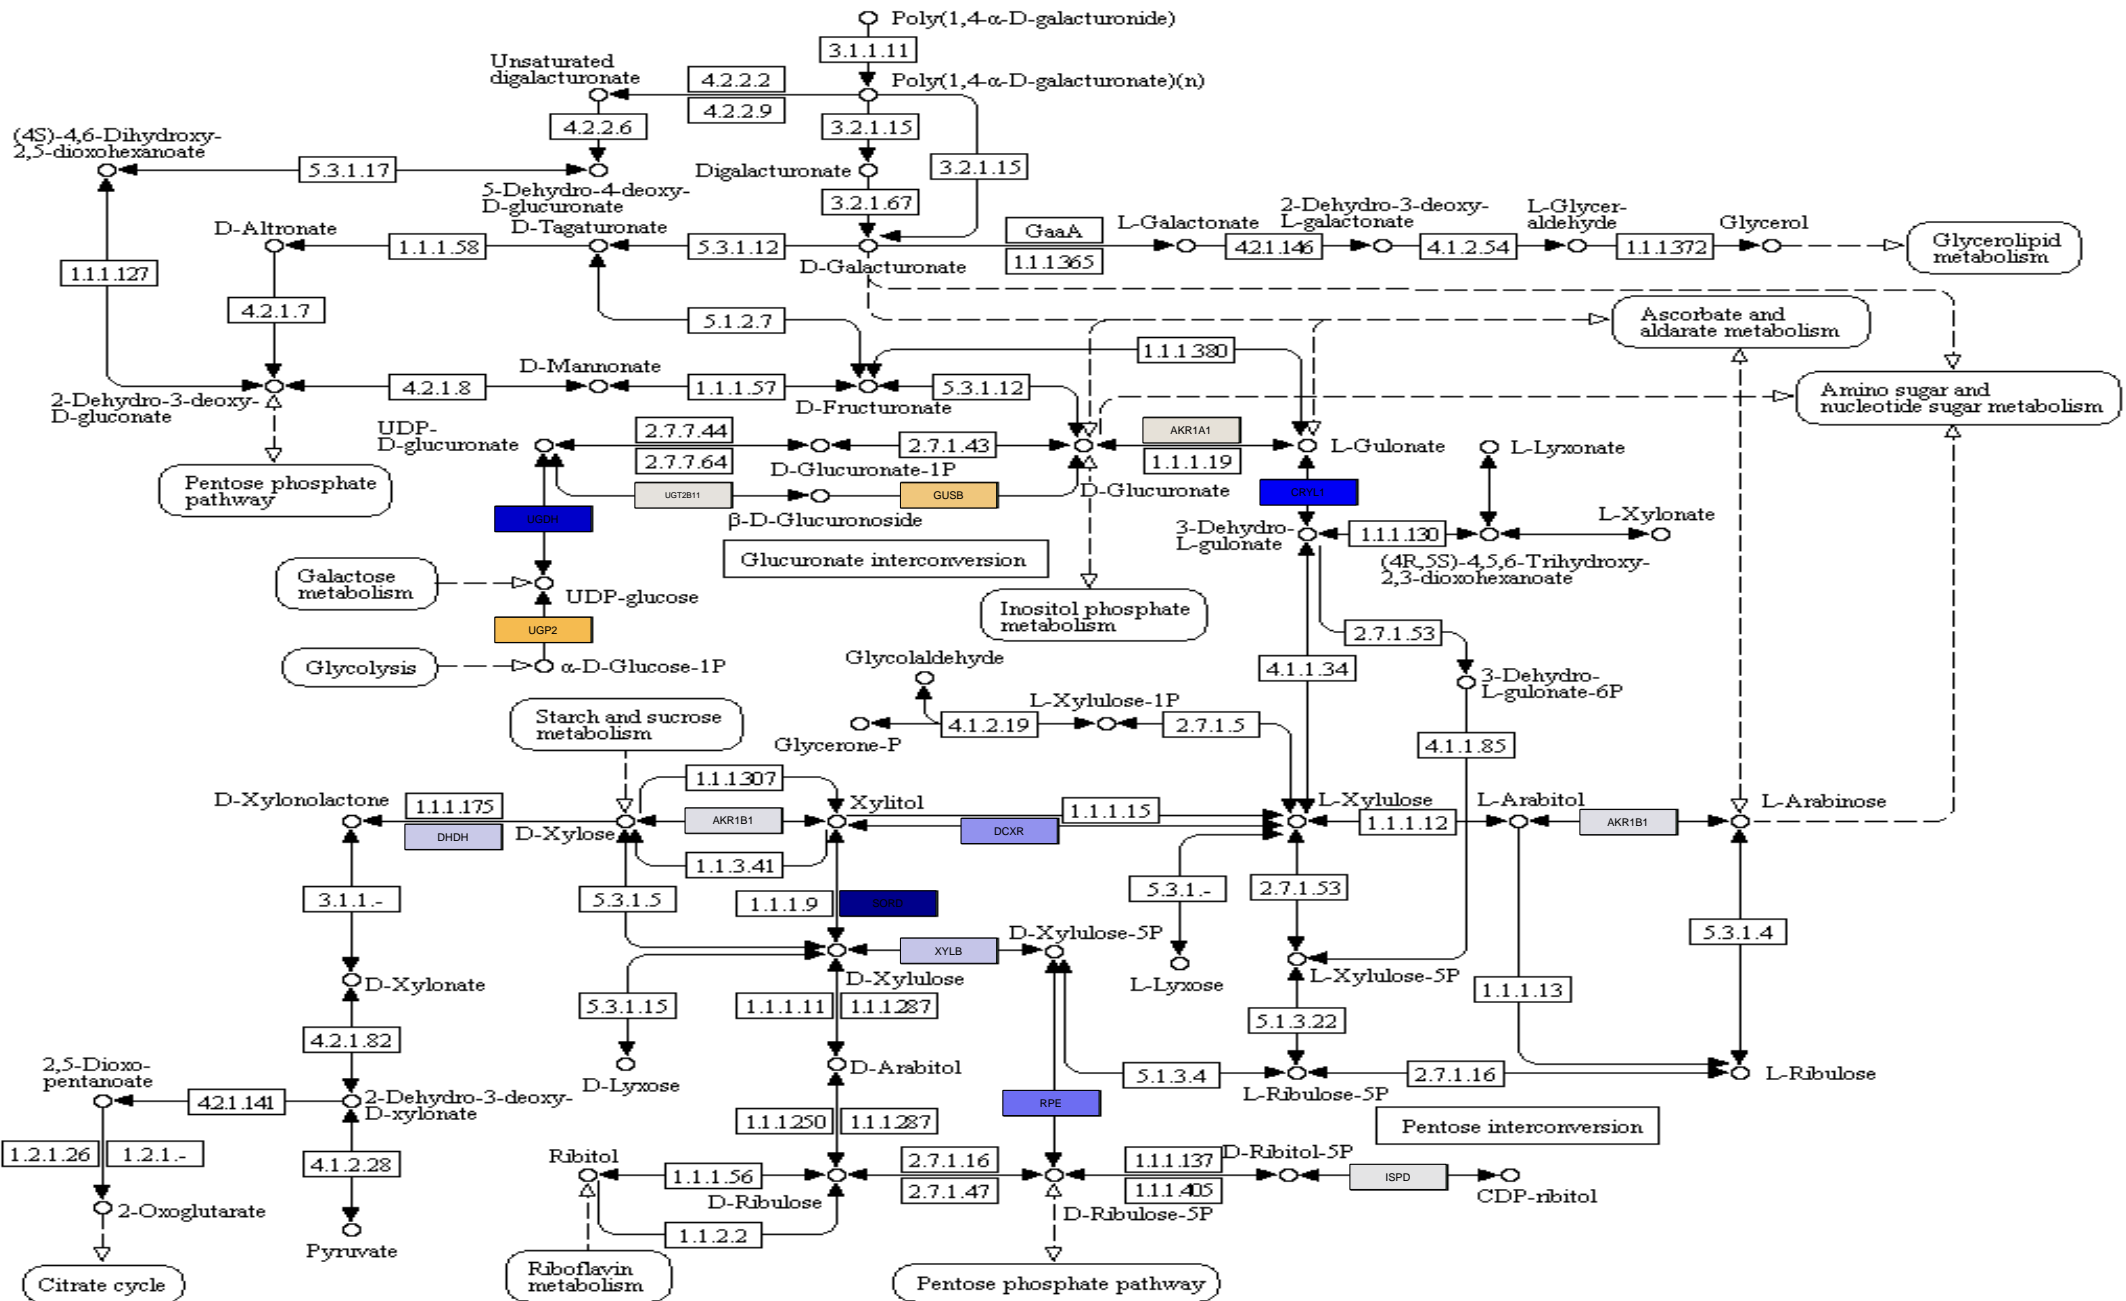 Poly(1,4-α-D-galacturonide)
3.1.1.11
Unsaturated
digalacturonate
4.2.2.2
Poly(1,4-α-D-galacturonate)(n)
4.2.2.9
4.2.2.6
3.2.1.15
(4S)-4,6-Dihydroxy-
2,5-dioxohexanoate
5.3.1.17
Digalacturonate
3.2.1.15
5-Dehydro-4-deoxy-
D-glucuronate
3.2.1.67
D-Altronate
D-Tagaturonate
GaaA
L-Galactonate
2-Dehydro-3-deoxy-
L-galactonate
L-Glycer-
aldehyde
Glycerol
1.1.1.58
5.3.1.12
D-Galacturonate
1.1.1.365
4.2.1.146
4.1.2.54
1.1.1.372
Glycerolipid
metabolism
1.1.1.127
4.2.1.7
5.1.2.7
Ascorbate and
aldarate metabolism
1.1.1.380
D-Mannonate
4.2.1.8
1.1.1.57
5.3.1.12
2-Dehydro-3-deoxy-
D-gluconate
D-Fructuronate
Amino sugar and
nucleotide sugar metabolism
UDP-
D-glucuronate
2.7.7.44
2.7.7.64
2.7.1.43
AKR1A1
1.1.1.19
L-Gulonate
L-Lyxonate
D-Glucuronate-1P
Pentose phosphate
pathway
UGT2B11
GUSB
D-Glucuronate
CRYL1
UGDH
β-D-Glucuronoside
3-Dehydro-
L-gulonate
1.1.1.130
L-Xylonate
Glucuronate interconversion
(4R,5S)-4,5,6-Trihydroxy-
2,3-dioxohexanoate
Galactose
metabolism
UDP-glucose
Inositol phosphate
metabolism
UGP2
2.7.1.53
Glycolysis
α-D-Glucose-1P
Glycolaldehyde
4.1.1.34
3-Dehydro-
L-gulonate-6P
Starch and sucrose
metabolism
L-Xylulose-1P
4.1.2.19
2.7.1.5
Glycerone-P
4.1.1.85
1.1.1.307
D-Xylonolactone
1.1.1.175
Xylitol
1.1.1.15
L-Xylulose
L-Arabitol
L-Arabinose
DHDH
D-Xylose
AKR1B1
DCXR
1.1.1.12
AKR1B1
1.1.3.41
3.1.1.-
5.3.1.5
1.1.1.9
SORD
5.3.1.-
2.7.1.53
5.3.1.4
XYLB
D-Xylulose-5P
D-Xylonate
D-Xylulose
L-Lyxose
L-Xylulose-5P
1.1.1.13
5.3.1.15
1.1.1.11
1.1.1.287
5.1.3.22
4.2.1.82
2,5-Dioxo-
pentanoate
D-Lyxose
D-Arabitol
5.1.3.4
2.7.1.16
L-Ribulose
4.2.1.141
2-Dehydro-3-deoxy-
D-xylonate
L-Ribulose-5P
RPE
1.1.1.250
1.1.1.287
Pentose interconversion
1.2.1.26
1.2.1.-
4.1.2.28
Ribitol
1.1.1.56
2.7.1.16
2.7.1.47
1.1.1.137
1.1.1.405
D-Ribitol-5P
ISPD
CDP-ribitol
D-Ribulose
D-Ribulose-5P
2-Oxoglutarate
1.1.2.2
Pyruvate
Citrate cycle
Riboflavin
metabolism
Pentose phosphate pathway